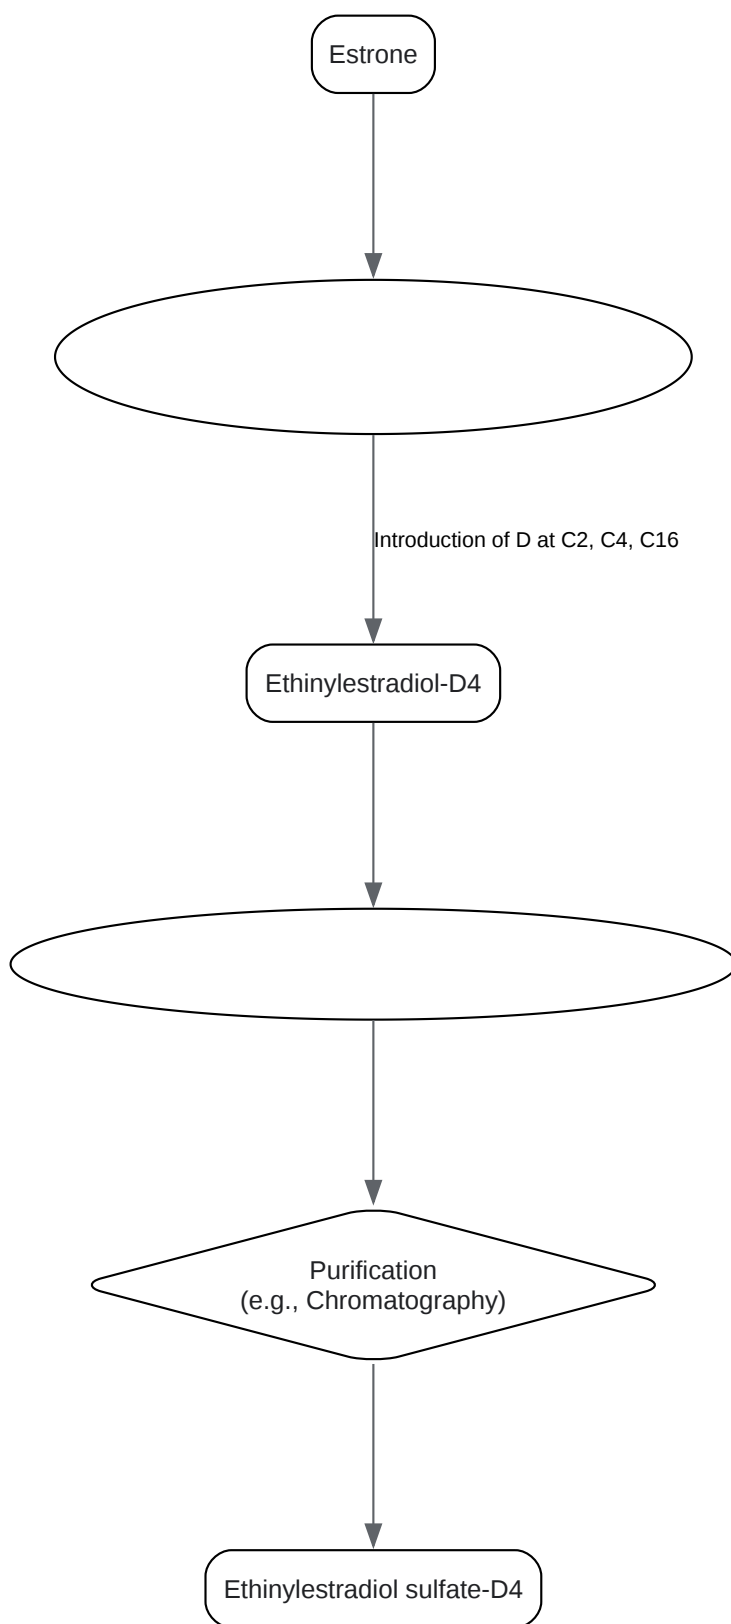 Estrone
Introduction of D at C2, C4, C16
Ethinylestradiol-D4
Purification
(e.g., Chromatography)
Ethinylestradiol sulfate-D4